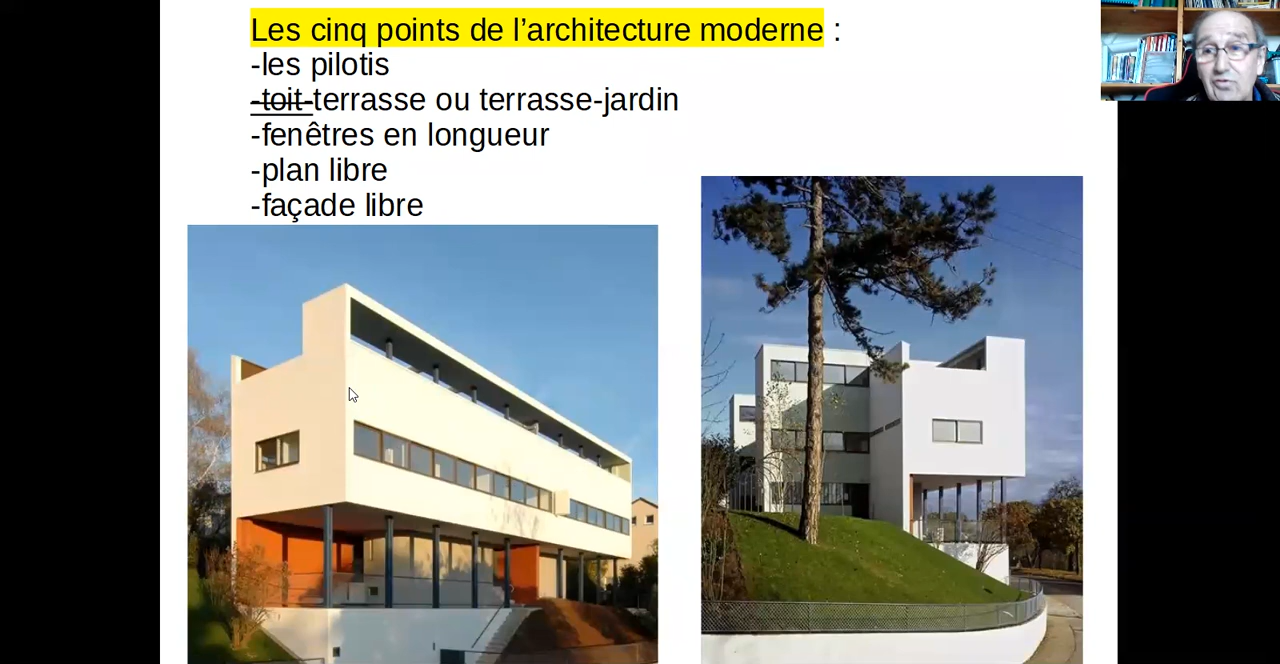 Les cinq points de l’architecture moderne :
-les pilotis
-toit-terrasse ou terrasse-jardin
-fenêtres en longueur
-plan libre
-façade libre